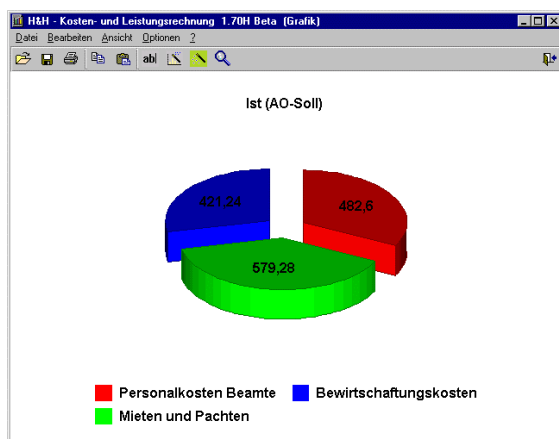 H&H - Kosten- und Leistungsrechnung 1.70H Beta (Grafik)
Datei Bearbeiten Ansicht Optionen ?
abl
Ist (AO-Soll)
421,24
482,6
579,28
Personalkosten Beamte Bewirtschaftungskosten
Mieten und Pachten